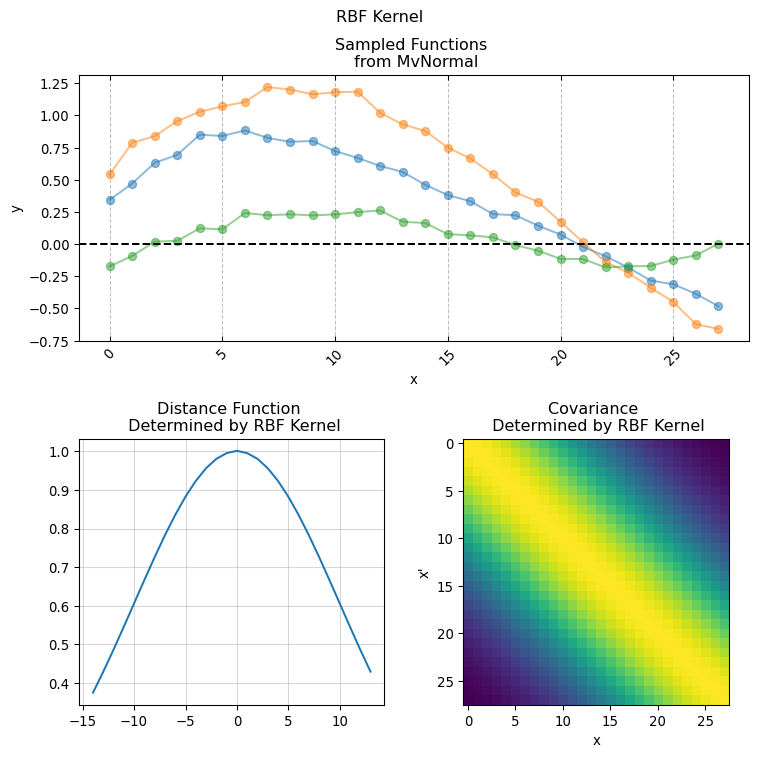 RBF Kernel
Sampled Functions
from MvNormal
1.25
1.00
0.75
0.50
0.25
0.00
−0.25
−0.50
−0.75
y
0 5 10 15 20 25
x
Distance Function
Determined by RBF Kernel
1.0
0.9
0.8
0.7
0.6
0.5
0.4
−15 −10 −5 0 5 10
Covariance
Determined by RBF Kernel
0
5
10
15
20
25
x'
0 5 10 15 20 25
x